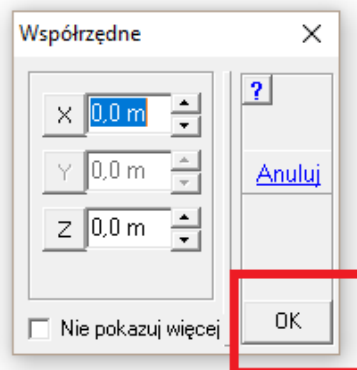 Współrzędne
X 0,0 m
?
Y 0,0 m
Anuluj
Z 0,0 m
Nie pokazuj więcej
OK